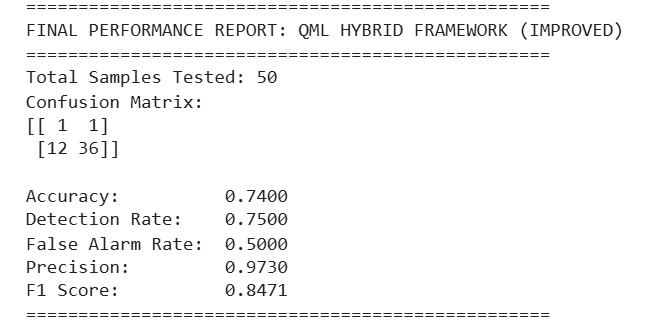 ==================================================
FINAL PERFORMANCE REPORT: QML HYBRID FRAMEWORK (IMPROVED)
==================================================
Total Samples Tested: 50
Confusion Matrix:
[[ 1  1]
 [12 36]]

Accuracy:          0.7400
Detection Rate:    0.7500
False Alarm Rate:  0.5000
Precision:         0.9730
F1 Score:          0.8471
==================================================